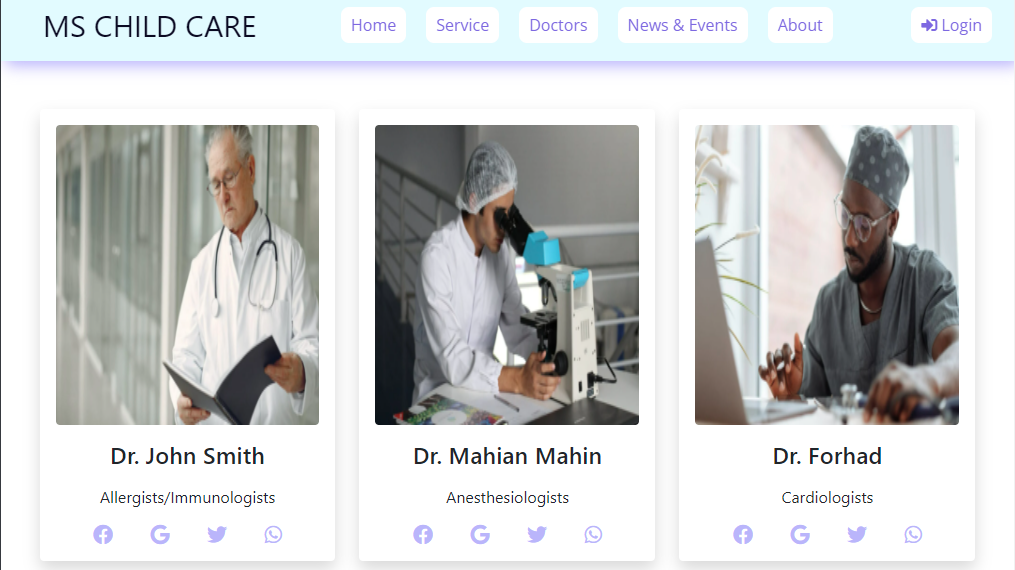 MS CHILD CARE
Home
Service
Doctors
News & Events
About
Login
Dr. John Smith
Allergists/Immunologists
Dr. Mahian Mahin
Anesthesiologists
Dr. Forhad
Cardiologists